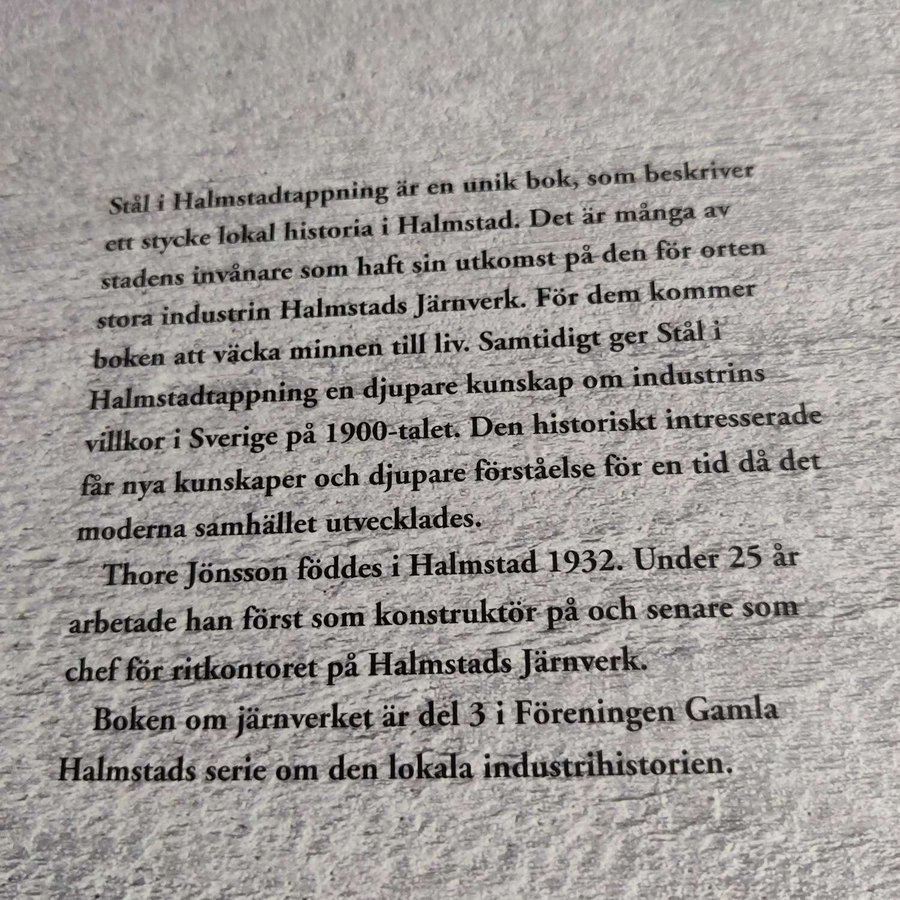 Stål i Halmstadtappning är en unik bok, som beskriver
ett stycke lokal historia i Halmstad. Det är många av
stadens invånare som haft sin utkomst på den för orten
stora industrin Halmstads Järnverk. För dem kommer
boken att väcka minnen till liv. Samtidigt ger Stål i
Halmstadtappning en djupare kunskap om industrins
villkor i Sverige på 1900-talet. Den historiskt intresserade
får nya kunskaper och djupare förståelse för en tid då det
moderna samhället utvecklades.
Thore Jönsson föddes i Halmstad 1932. Under 25 år
arbetade han först som konstruktör på och senare som
chef för ritkontoret på Halmstads Järnverk.
Boken om järnverket är del 3 i Föreningen Gamla
Halmstads serie om den lokala industrihistorien.